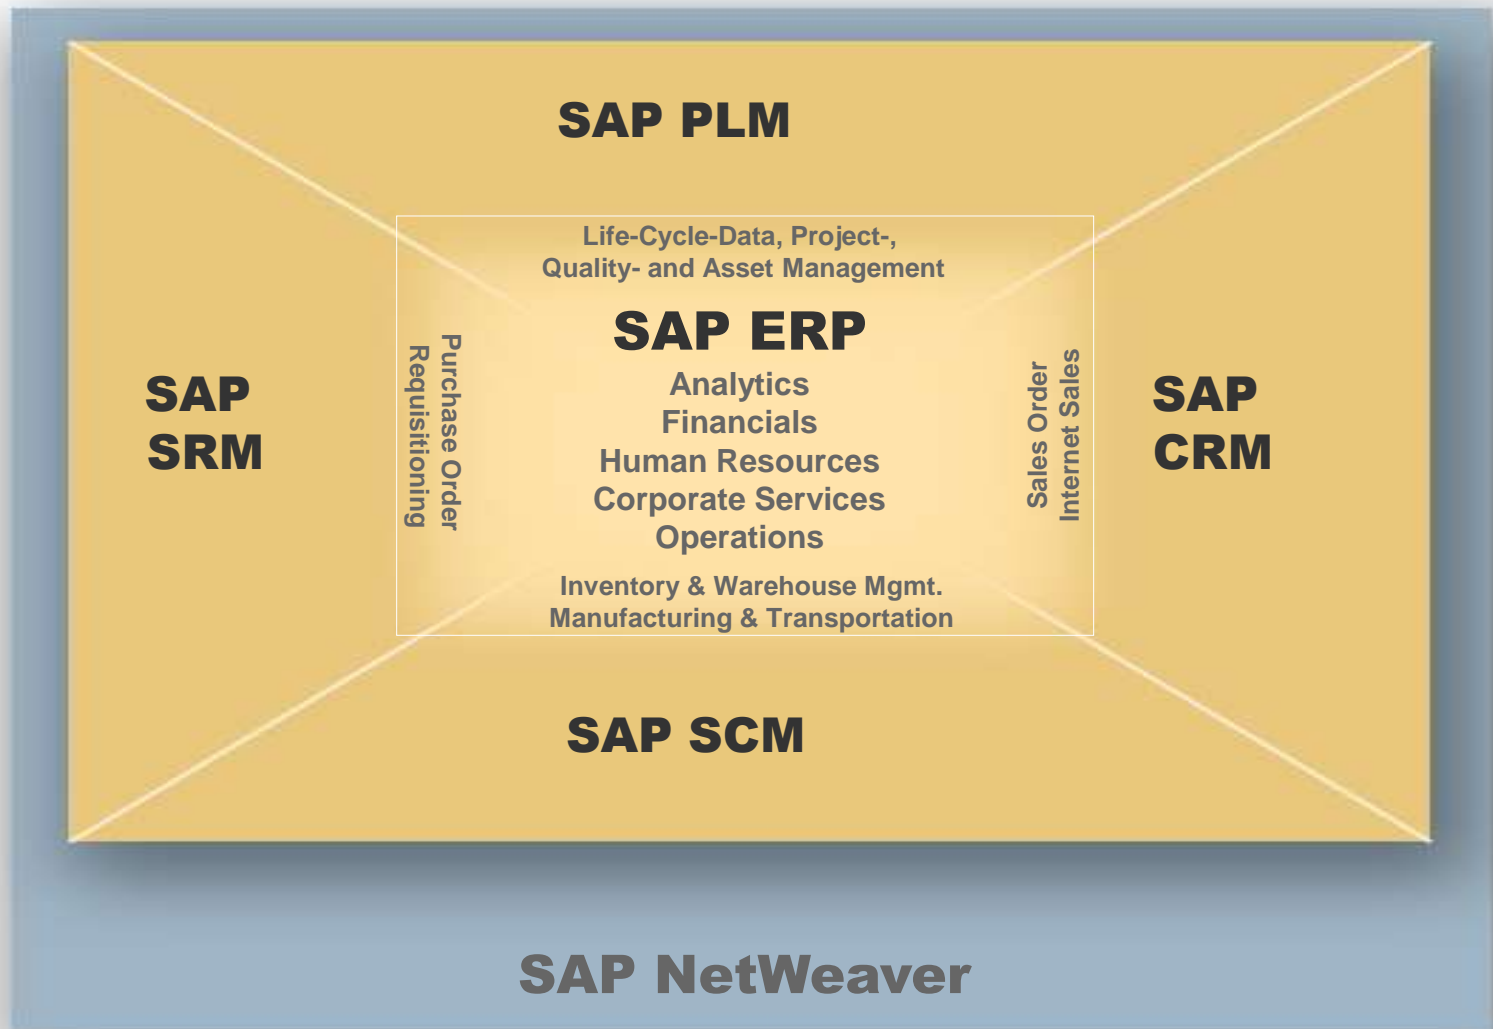 SAP PLM
Life-Cycle-Data, Project-,
Quality- and Asset Management
SAP ERP
Analytics
Financials
Human Resources
Corporate Services
Operations
Inventory & Warehouse Mgmt.
Manufacturing & Transportation
SAP
SRM
Purchase Order
Requisitioning
Sales Order
Internet Sales
SAP
CRM
SAP SCM
SAP NetWeaver